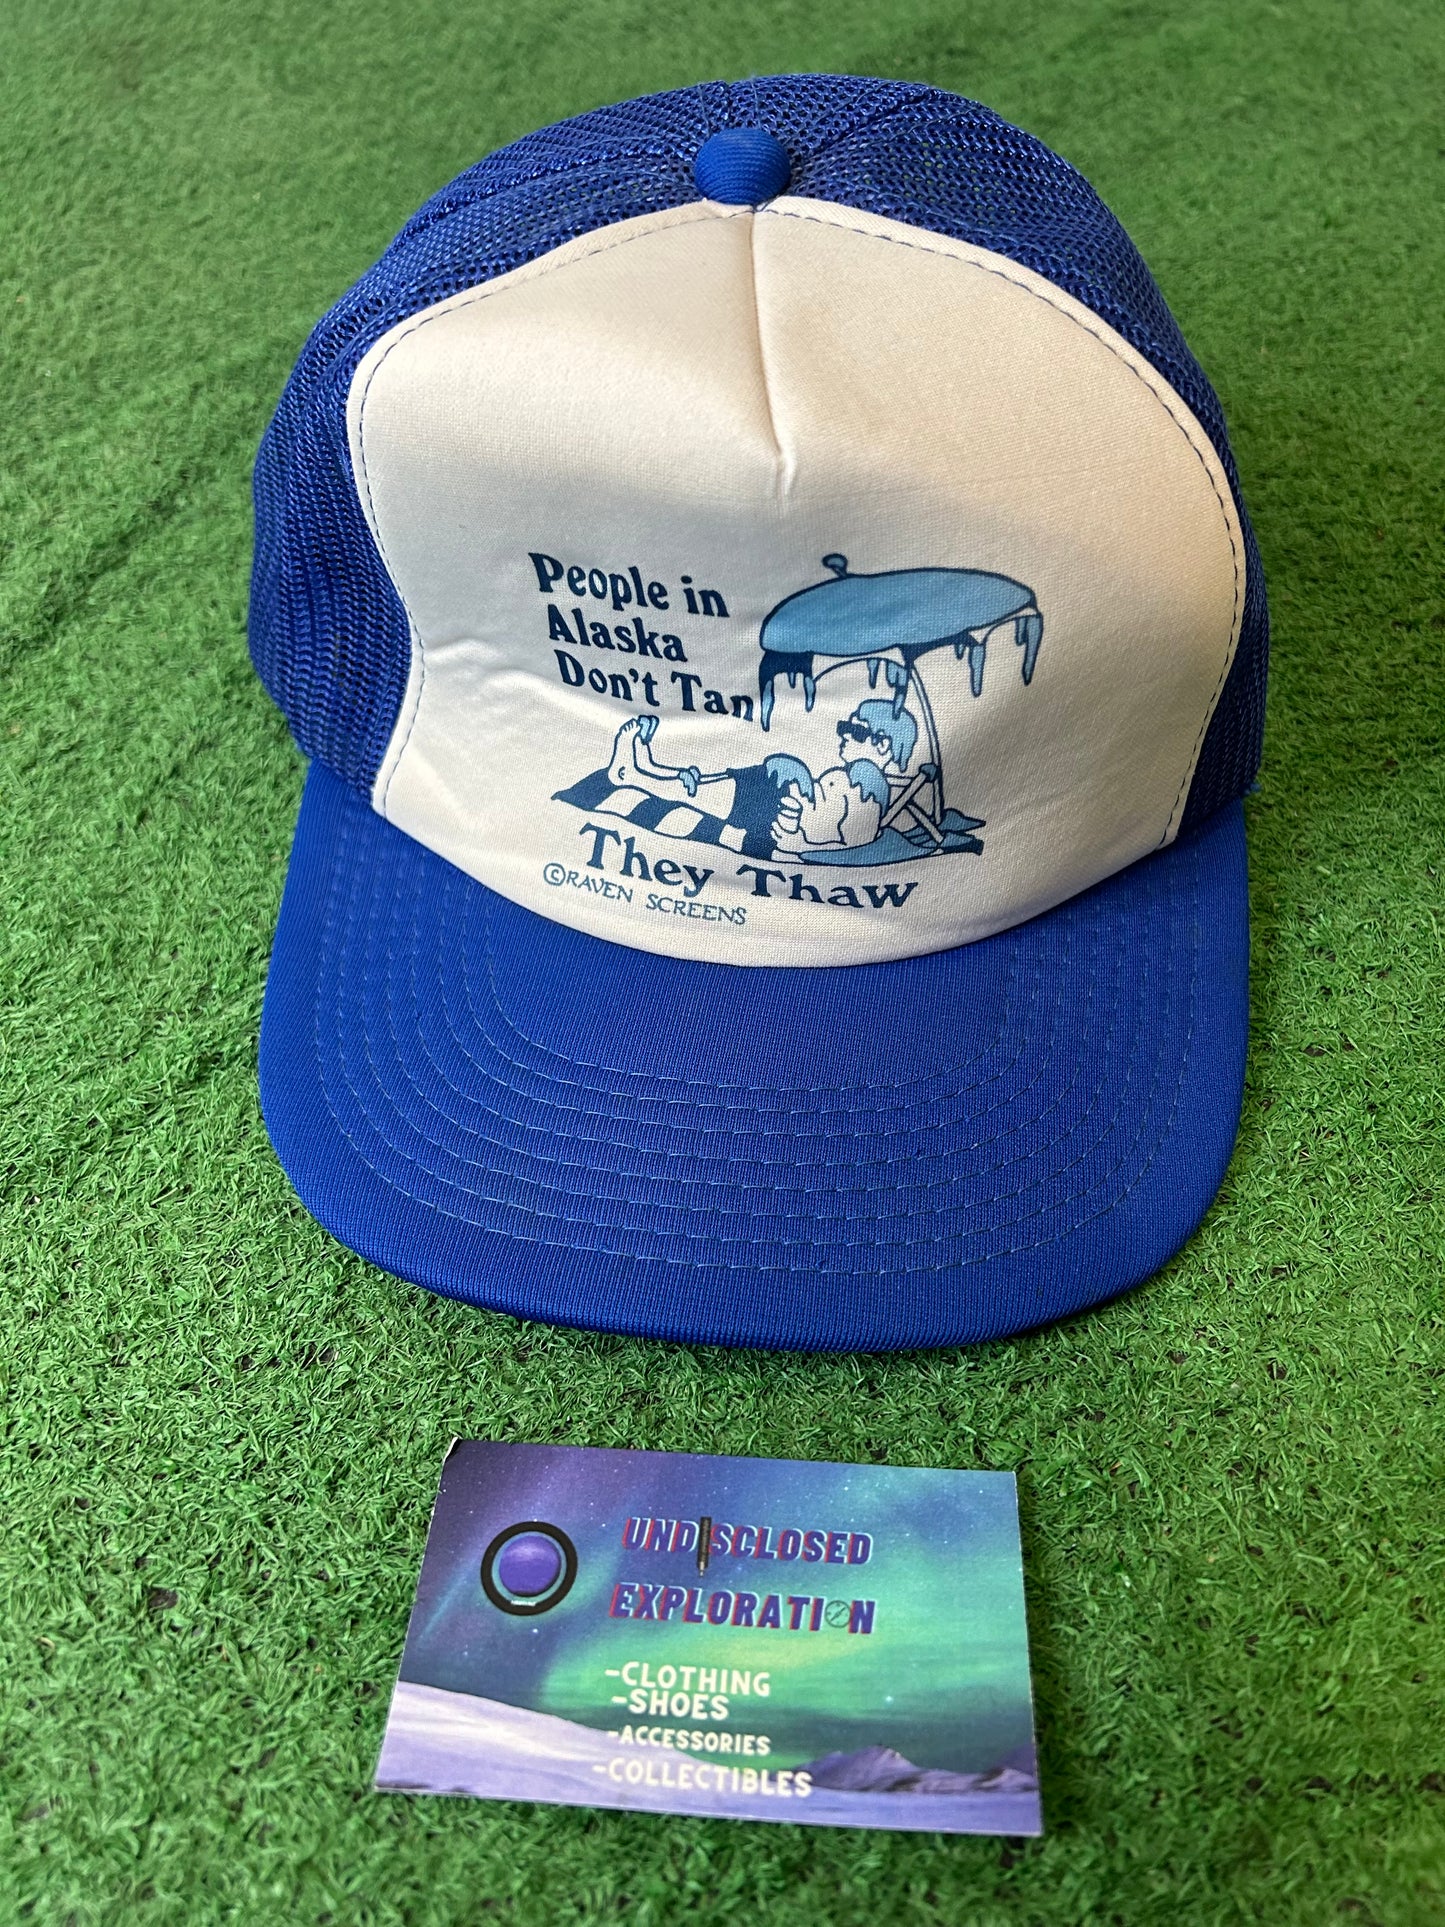 People in
Alaska
Don't Tan
They Thaw
©RAVEN SCREENS
UNDISCLOSED
EXPLORATION
-CLOTHING
-SHOES
-ACCESSORIES
-COLLECTIBLES